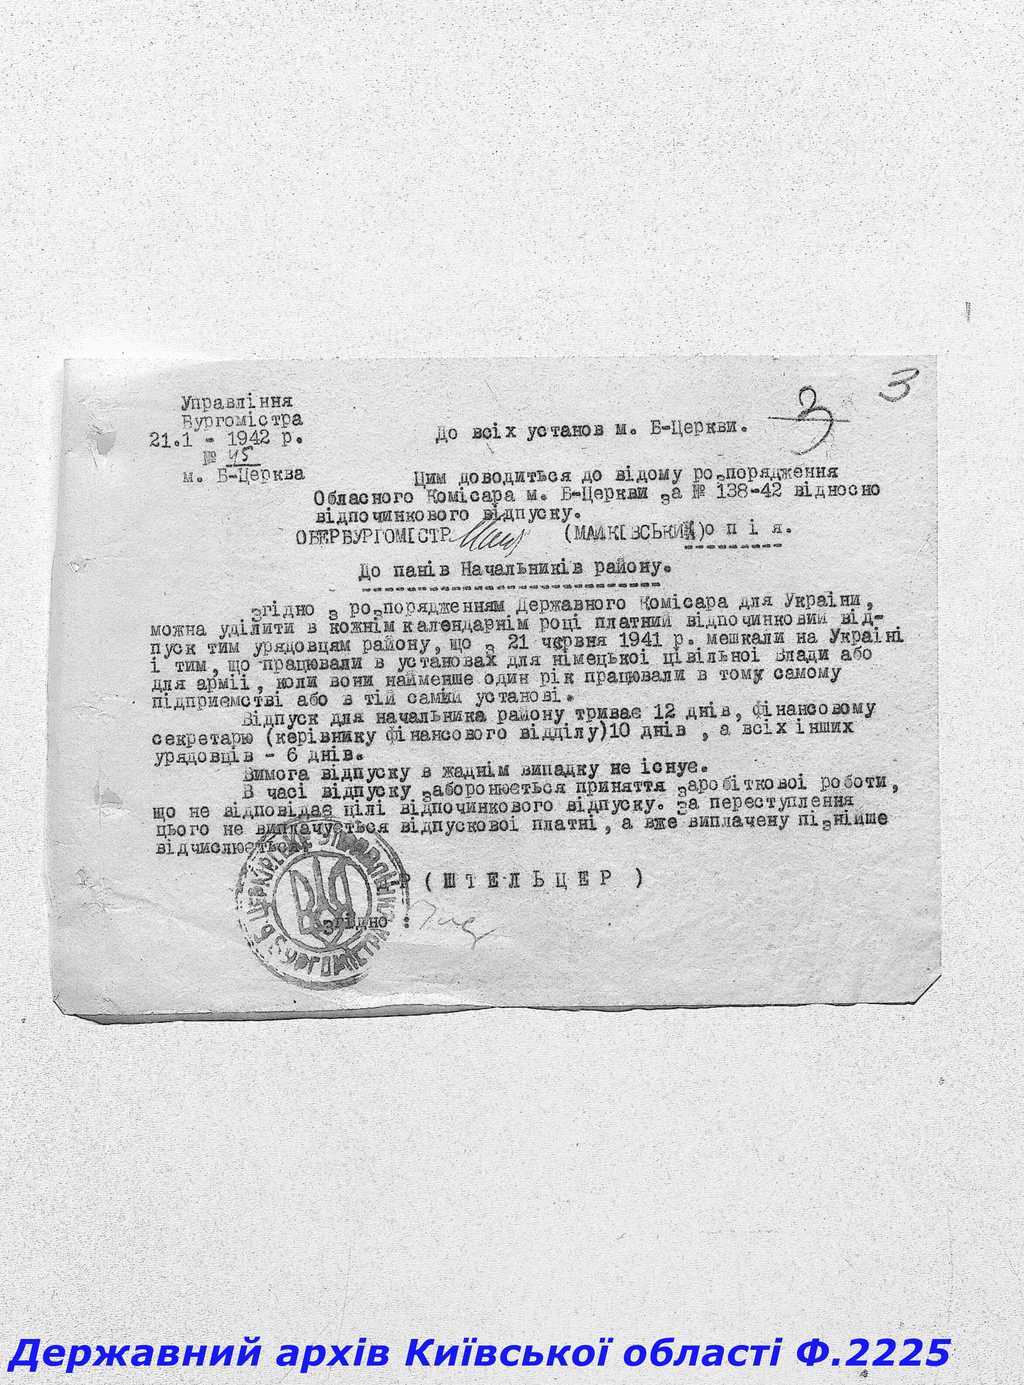 3
3
Управління
Бургомістра
21.1 - 1942 р.
№ 45
м. Б-Церква
До всіх установ м. Б-Церкви.
Цим доводиться до відому розпорядження
Обласного Комісара м. Б-Церкви за № 138-42 відносно
відпочинкового відпуску.
ОБЕРБУРГОМІСТР (МАЙКІВСЬКИЙ)
о п і я.
До панів Начальників району.
Згідно з розпорядженням Державного Комісара для України,
можна уділити в кожнім календарнім році платний відпочинковий від-
пуск тим урядовцям району, що з 21 червня 1941 р. мешкали на Україні
і тим, що працювали в установах для німецької цівільної влади або
для армії, коли вони найменше один рік працювали в тому самому
підприємстві або в тій самій установі.
Відпуск для начальника району триває 12 днів, фінансовому
секретарю (керівнику фінансового відділу)10 днів , а всіх інших
урядовців - 6 днів.
Вимога відпуску в жаднім випадку не існує.
В часі відпуску забороняється приняття заробіткової роботи,
що не відповідає цілі відпочинкового відпуску. За переступлення
цього не виплачується відпускової платні, а вже виплачену пізнійше
відчислюється.
( Ш Т Е Л Ь Ц Е Р )
Згідно :
Б ЦЕРКІВСЬКЕ УПРАВЛІННЯ БУРГОМІСТРА
Державний архів Київської області Ф.2225